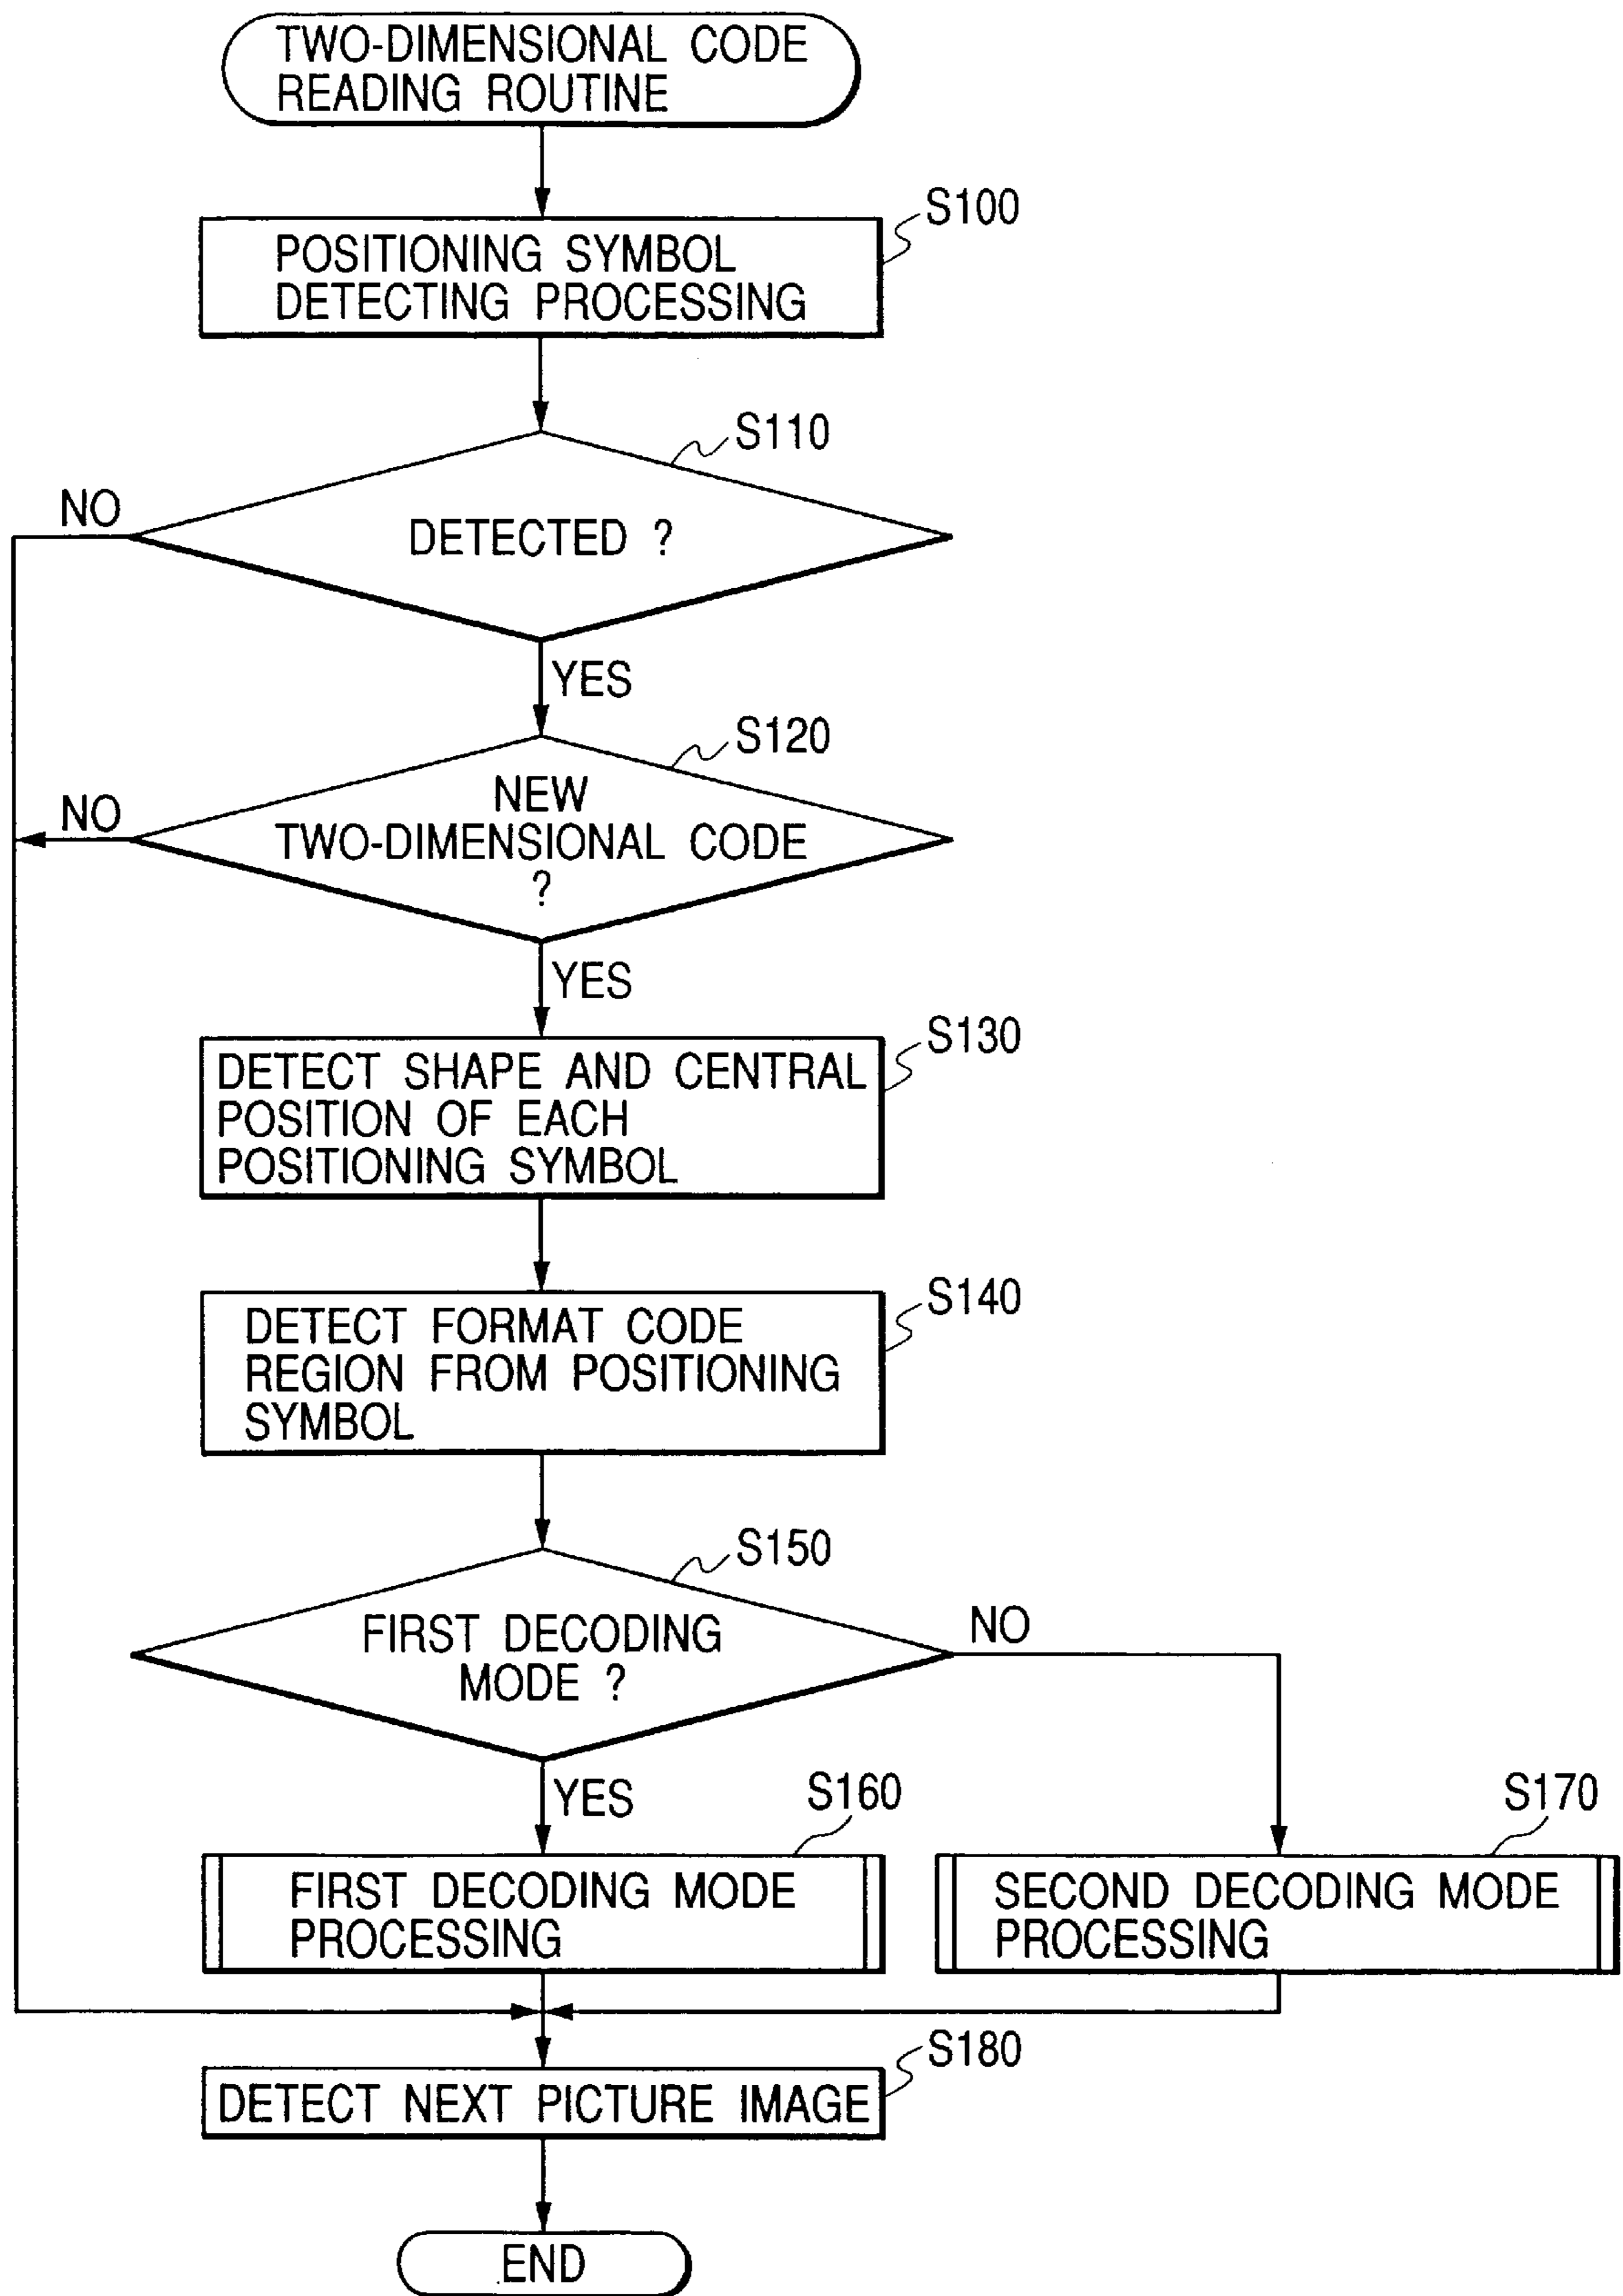 TWO-DIMENSIONAL CODE
READING ROUTINE
S100
POSITIONING SYMBOL
DETECTING PROCESSING
S110
NO
DETECTED ?
YES
S120
NO
NEW
TWO-DIMENSIONAL CODE
?
YES
S130
DETECT SHAPE AND CENTRAL
POSITION OF EACH
POSITIONING SYMBOL
S140
DETECT FORMAT CODE
REGION FROM POSITIONING
SYMBOL
S150
FIRST DECODING
MODE ?
NO
YES
S160
FIRST DECODING MODE
PROCESSING
S170
SECOND DECODING MODE
PROCESSING
S180
DETECT NEXT PICTURE IMAGE
END